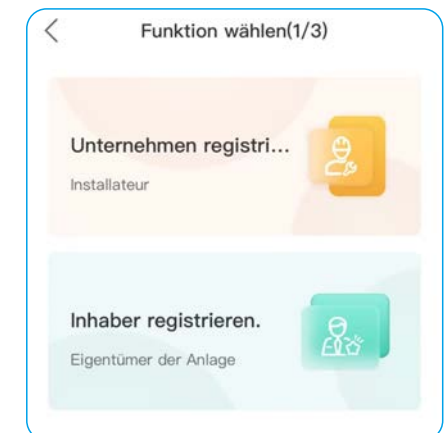 Funktion wählen(1/3)
Unternehmen registri...
Installateur
Inhaber registrieren.
Eigentümer der Anlage